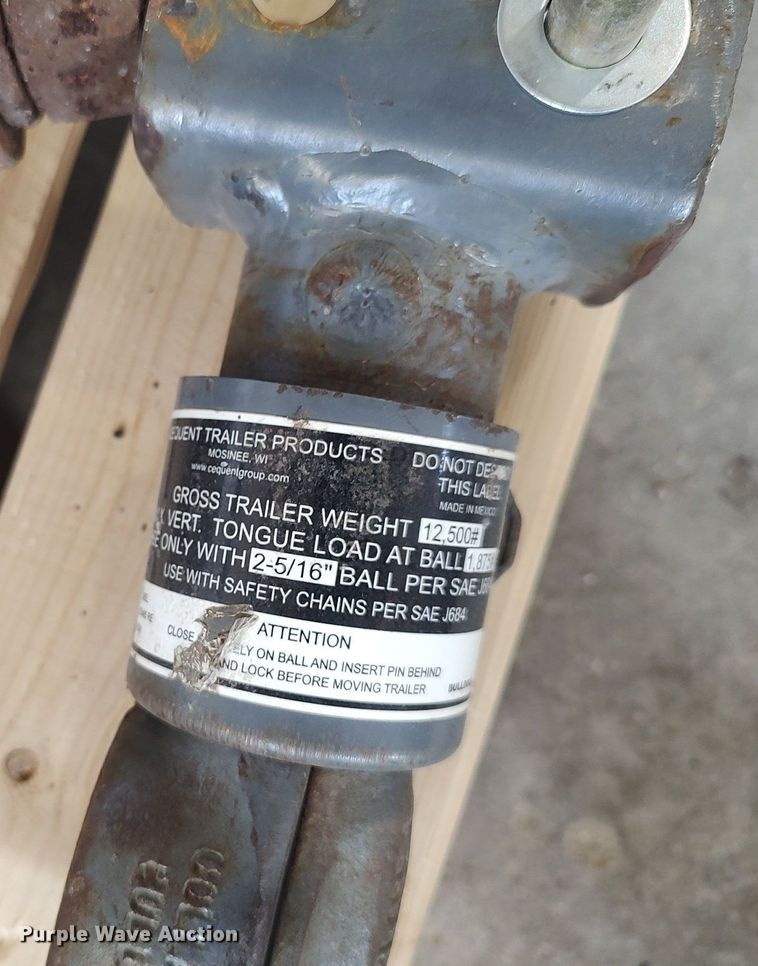 TRAILER PRODUCTS
MOSINEE, WI
www.cequentgroup.com
DO NOT
THIS LABEL
MADE IN MEXICO
GROSS TRAILER WEIGHT 12,500#
VERT. TONGUE LOAD AT BALL
ONLY WITH 2-5/16" BALL PER SAE
USE WITH SAFETY CHAINS PER SAE J684
ATTENTION
CLOSE
ON BALL AND INSERT PIN BEHIND
AND LOCK BEFORE MOVING TRAILER
Purple Wave Auction